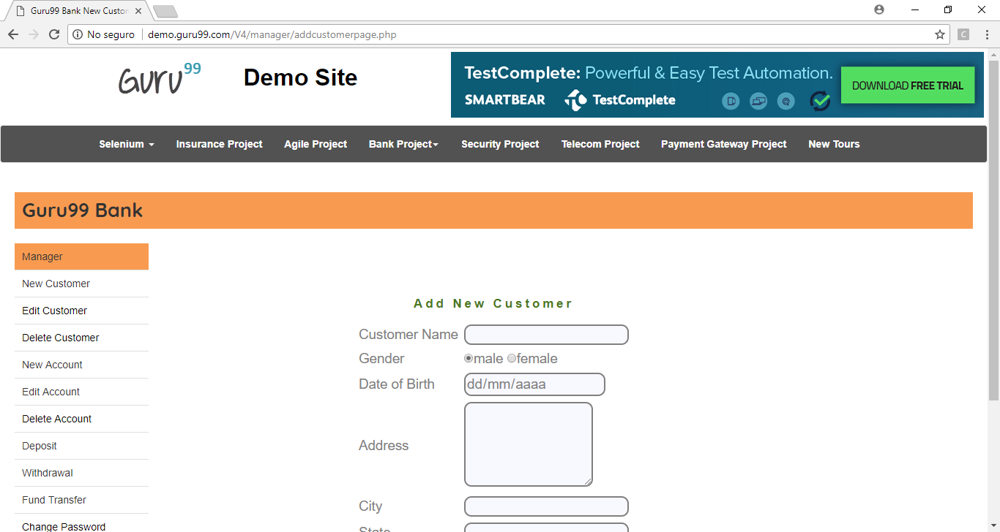 Guru99 Bank New Custor
No seguro
demo.guru99.com/V4/manager/addcustomerpage.php
C
Guru99
Demo Site
TestComplete: Powerful & Easy Test Automation.
SMARTBEAR
TestComplete
DOWNLOAD FREE TRIAL
Selenium
Insurance Project
Agile Project
Bank Project
Security Project
Telecom Project
Payment Gateway Project
New Tours
Guru99 Bank
Manager
New Customer
Edit Customer
Delete Customer
New Account
Edit Account
Delete Account
Deposit
Withdrawal
Fund Transfer
Change Password
Add New Customer
Customer Name
Gender
male female
Date of Birth
dd/mm/aaaa
Address
City
State